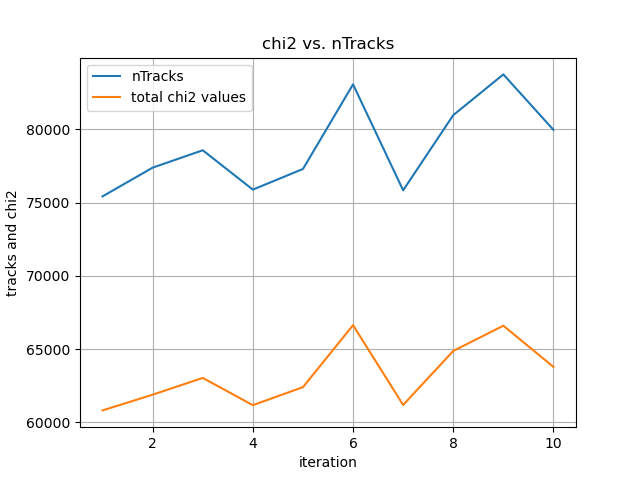 chi2 vs. nTracks
nTracks
total chi2 values
tracks and chi2
80000
75000
70000
65000
60000
2 4 6 8 10
iteration